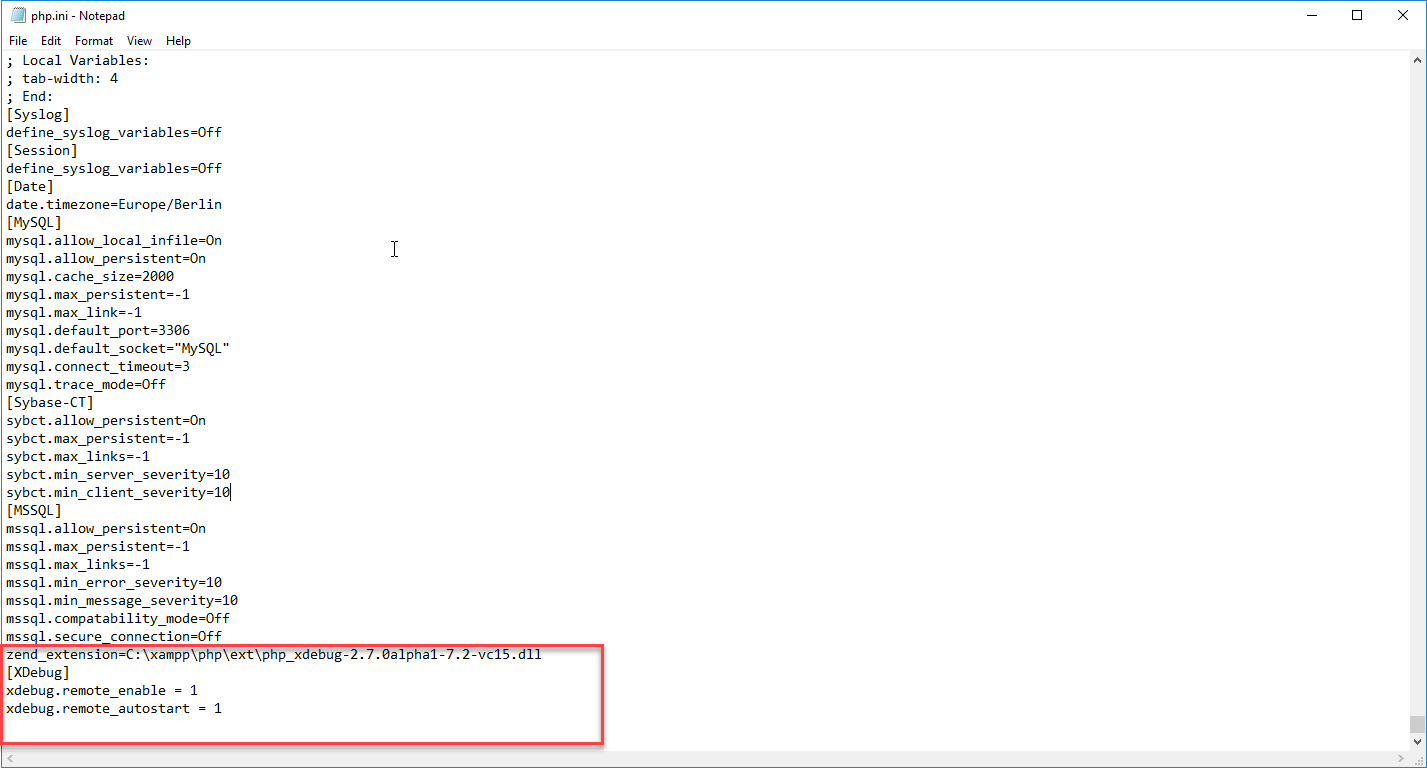 php.ini - Notepad
File Edit Format View Help
; Local Variables:
; tab-width: 4
; End:
[Syslog]
define_syslog_variables=Off
[Session]
define_syslog_variables=Off
[Date]
date.timezone=Europe/Berlin
[MySQL]
mysql.allow_local_infile=On
mysql.allow_persistent=On
mysql.cache_size=2000
mysql.max_persistent=-1
mysql.max_link=-1
mysql.default_port=3306
mysql.default_socket="MySQL"
mysql.connect_timeout=3
mysql.trace_mode=Off
[Sybase-CT]
sybct.allow_persistent=On
sybct.max_persistent=-1
sybct.max_links=-1
sybct.min_server_severity=10
sybct.min_client_severity=10
[MSSQL]
mssql.allow_persistent=On
mssql.max_persistent=-1
mssql.max_links=-1
mssql.min_error_severity=10
mssql.min_message_severity=10
mssql.compatability_mode=Off
mssql.secure_connection=Off
zend_extension=C:\xampp\php\ext\php_xdebug-2.7.0alpha1-7.2-vc15.dll
[XDebug]
xdebug.remote_enable = 1
xdebug.remote_autostart = 1